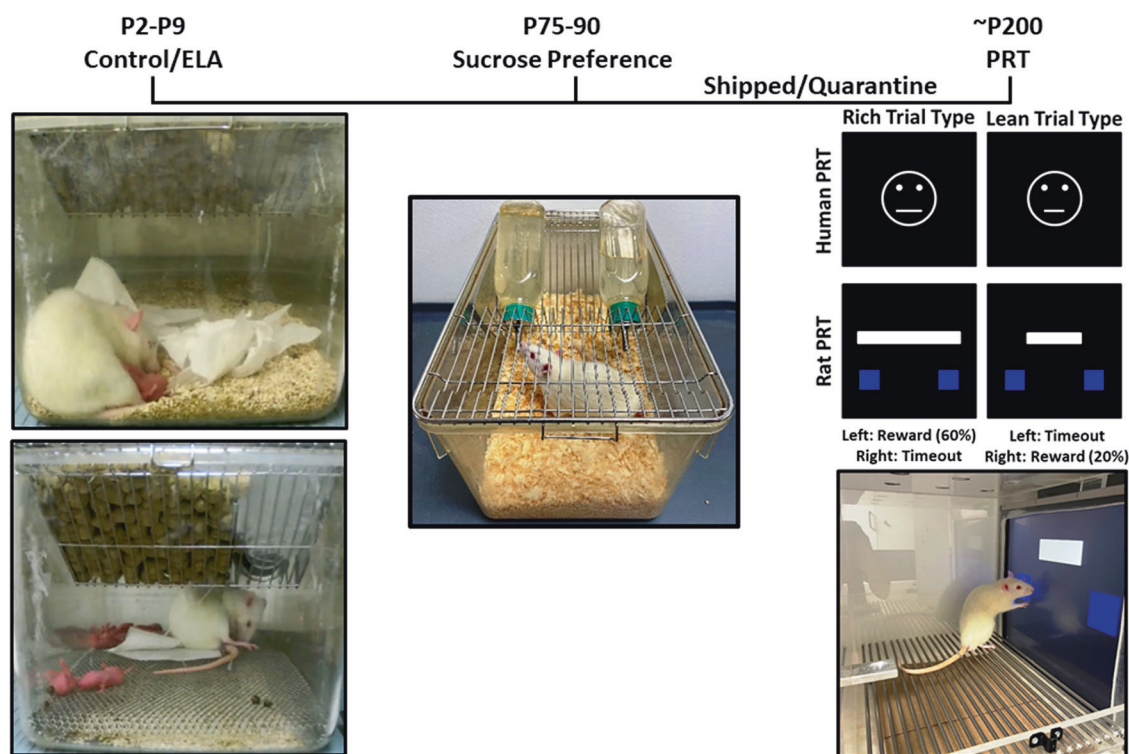 P2-P9
Control/ELA
P75-90
Sucrose Preference
~P200
PRT
Shipped/Quarantine
Rich Trial Type
Lean Trial Type
Human PRT
Rat PRT
Left: Reward (60%)
Right: Timeout
Left: Timeout
Right: Reward (20%)